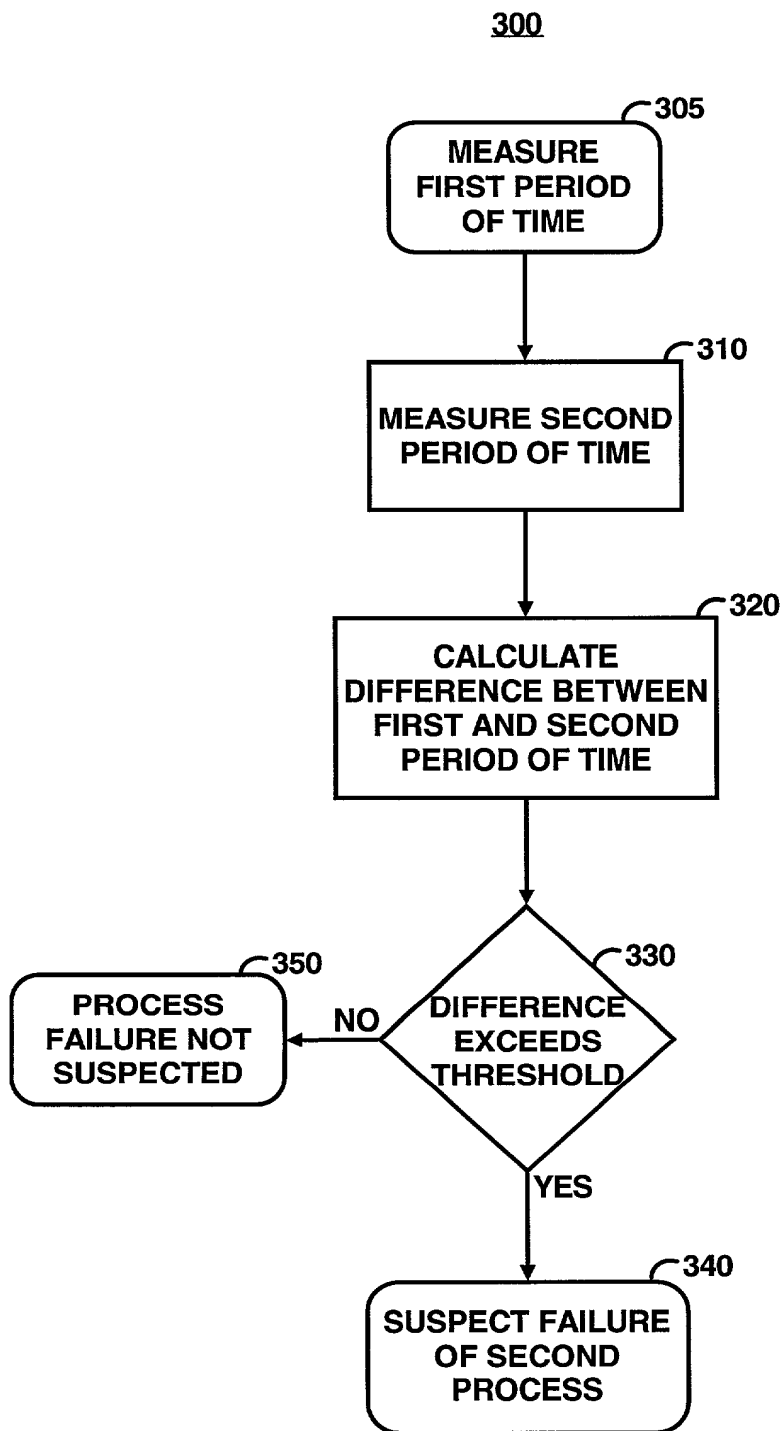 300
305
MEASURE
FIRST PERIOD
OF TIME
310
MEASURE SECOND
PERIOD OF TIME
320
CALCULATE
DIFFERENCE BETWEEN
FIRST AND SECOND
PERIOD OF TIME
330
DIFFERENCE
EXCEEDS
THRESHOLD
NO
350
PROCESS
FAILURE NOT
SUSPECTED
YES
340
SUSPECT FAILURE
OF SECOND
PROCESS